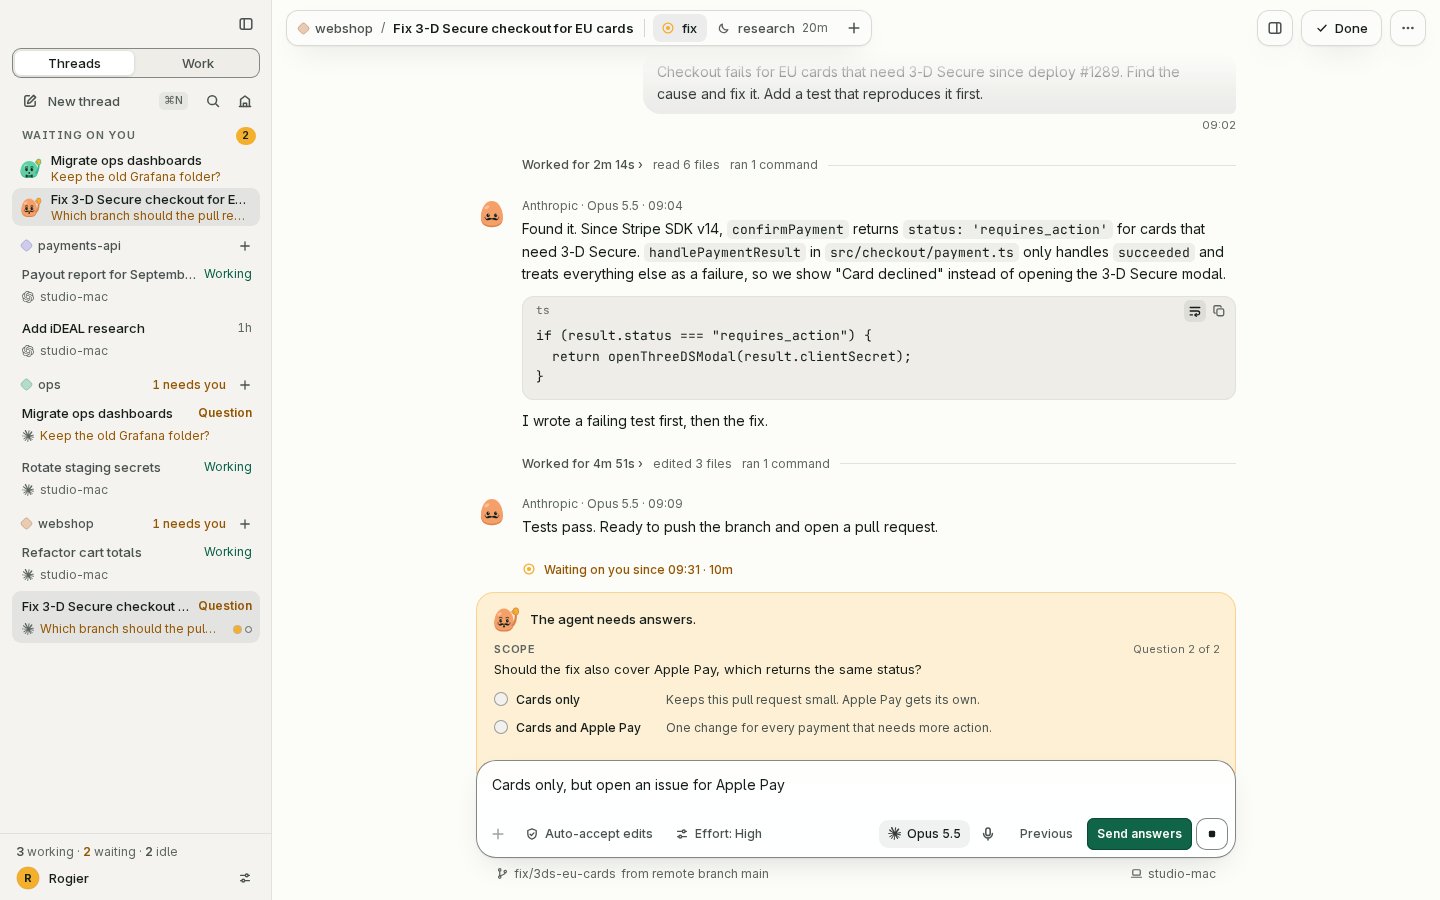 webshop / Fix 3-D Secure checkout for EU cards fix research 20m
Done
Threads Work
New thread ⌘N
WAITING ON YOU 2
Migrate ops dashboards
Keep the old Grafana folder?
Fix 3-D Secure checkout for E…
Which branch should the pull re…
payments-api
Payout report for Septemb… Working
studio-mac
Add iDEAL research 1h
studio-mac
ops 1 needs you
Migrate ops dashboards Question
Keep the old Grafana folder?
Rotate staging secrets Working
studio-mac
webshop 1 needs you
Refactor cart totals Working
studio-mac
Fix 3-D Secure checkout … Question
Which branch should the pul…
3 working · 2 waiting · 2 idle
R Rogier
Checkout fails for EU cards that need 3-D Secure since deploy #1289. Find the
cause and fix it. Add a test that reproduces it first.
09:02
Worked for 2m 14s › read 6 files ran 1 command
Anthropic · Opus 5.5 · 09:04
Found it. Since Stripe SDK v14, confirmPayment returns status: 'requires_action' for cards that
need 3-D Secure. handlePaymentResult in src/checkout/payment.ts only handles succeeded and
treats everything else as a failure, so we show "Card declined" instead of opening the 3-D Secure modal.
ts
if (result.status === "requires_action") {
  return openThreeDSModal(result.clientSecret);
}
I wrote a failing test first, then the fix.
Worked for 4m 51s › edited 3 files ran 1 command
Anthropic · Opus 5.5 · 09:09
Tests pass. Ready to push the branch and open a pull request.
Waiting on you since 09:31 · 10m
The agent needs answers.
SCOPE Question 2 of 2
Should the fix also cover Apple Pay, which returns the same status?
Cards only Keeps this pull request small. Apple Pay gets its own.
Cards and Apple Pay One change for every payment that needs more action.
Cards only, but open an issue for Apple Pay
Auto-accept edits Effort: High Opus 5.5 Previous Send answers
fix/3ds-eu-cards from remote branch main studio-mac